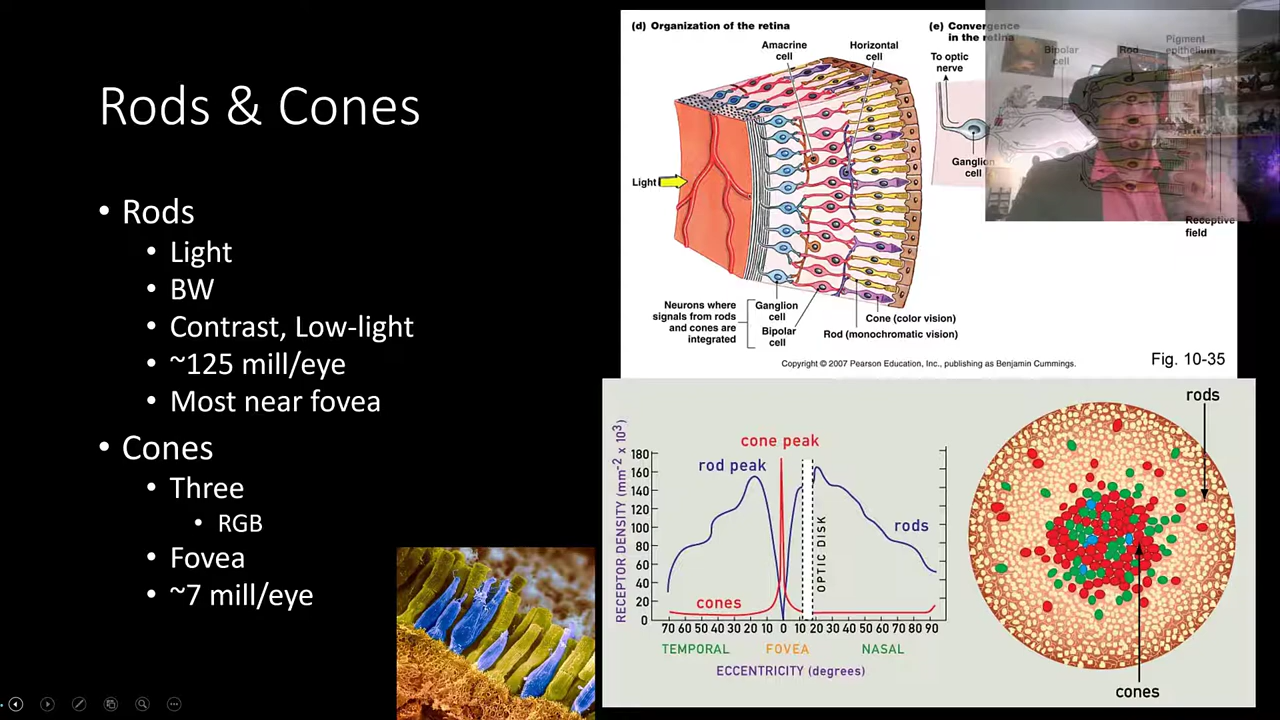 Rods & Cones
• Rods
• Light
• BW
• Contrast, Low-light
• ~125 mill/eye
• Most near fovea
• Cones
• Three
• RGB
• Fovea
• ~7 mill/eye
(d) Organization of the retina
Amacrine
cell
Horizontal
cell
Light
Neurons where
signals from rods
and cones are
integrated
Ganglion
cell
Bipolar
cell
Cone (color vision)
Rod (monochromatic vision)
(e) Convergence
in the retina
To optic
nerve
Bipolar
cell
Rod
Pigment
epithelium
Ganglion
cell
Receptive
field
Copyright © 2007 Pearson Education, Inc., publishing as Benjamin Cummings.
Fig. 10-35
RECEPTOR DENSITY (mm-2 x 103)
180
160
140
120
100
80
60
40
20
0
cone peak
rod peak
rods
cones
OPTIC DISK
70 60 50 40 30 20 10 0 10 20 30 40 50 60 70 80 90
TEMPORAL FOVEA NASAL
ECCENTRICITY (degrees)
rods
cones